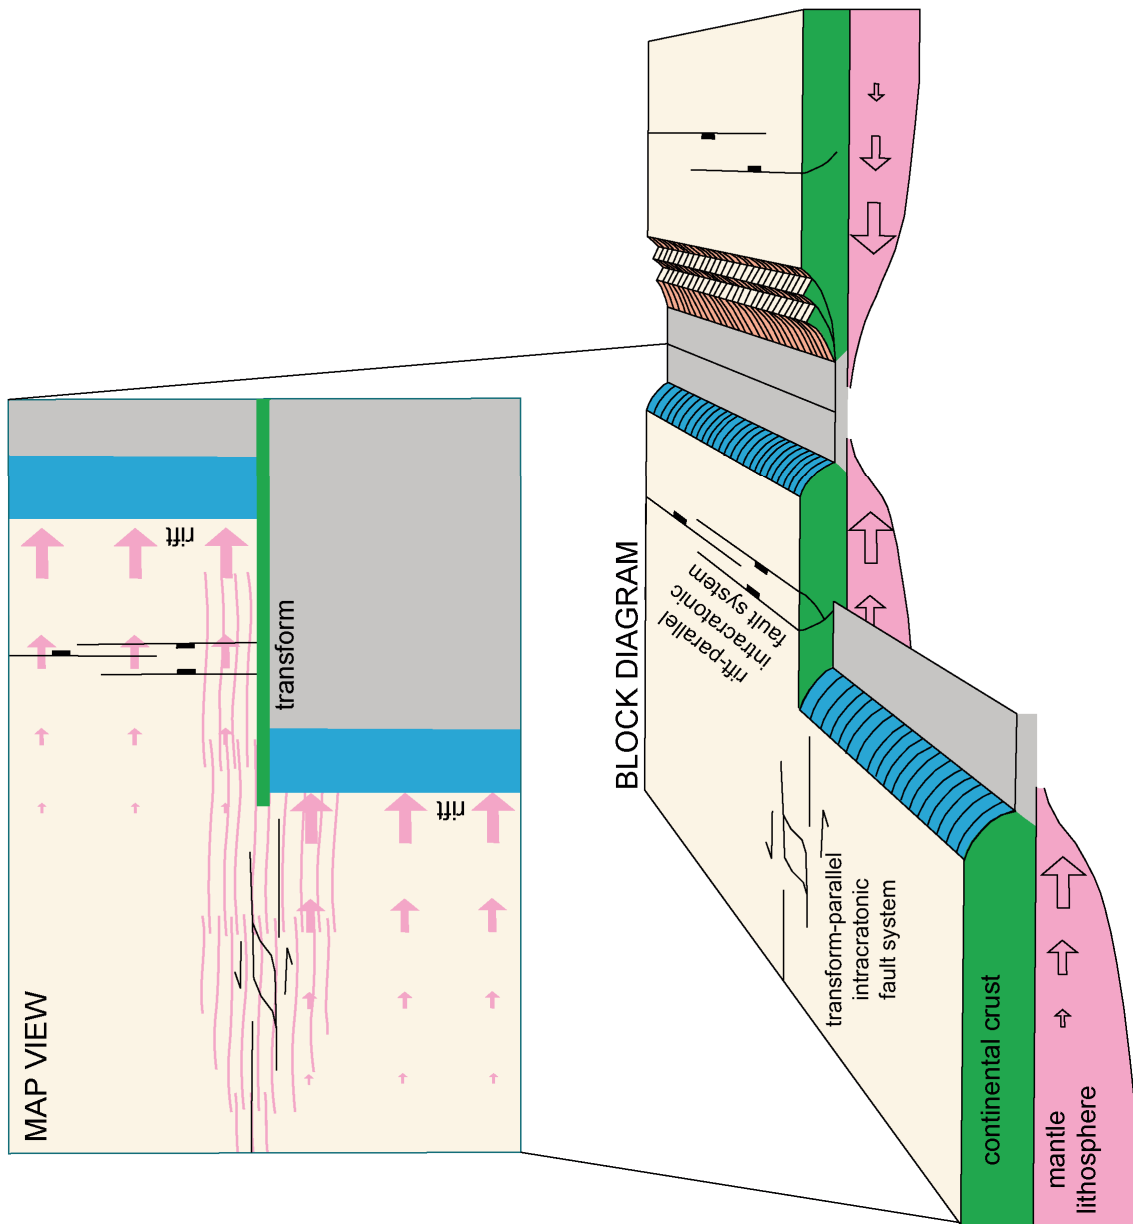 MAP VIEW
rift
transform
rift
BLOCK DIAGRAM
rift-parallel
intracratonic
fault system
transform-parallel
intracratonic
fault system
continental crust
mantle
lithosphere